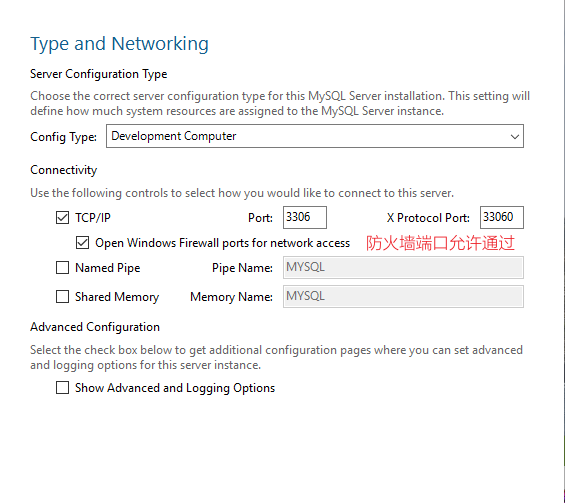 Type and Networking
Server Configuration Type
Choose the correct server configuration type for this MySQL Server installation. This setting will
define how much system resources are assigned to the MySQL Server instance.
Config Type: Development Computer
Connectivity
Use the following controls to select how you would like to connect to this server.
TCP/IP Port: 3306 X Protocol Port: 33060
Open Windows Firewall ports for network access 防火墙端口允许通过
Named Pipe Pipe Name: MYSQL
Shared Memory Memory Name: MYSQL
Advanced Configuration
Select the check box below to get additional configuration pages where you can set advanced
and logging options for this server instance.
Show Advanced and Logging Options